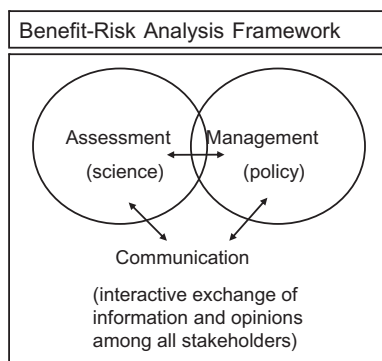 Benefit-Risk Analysis Framework
Assessment Management
(science) (policy)
Communication
(interactive exchange of
information and opinions
among all stakeholders)